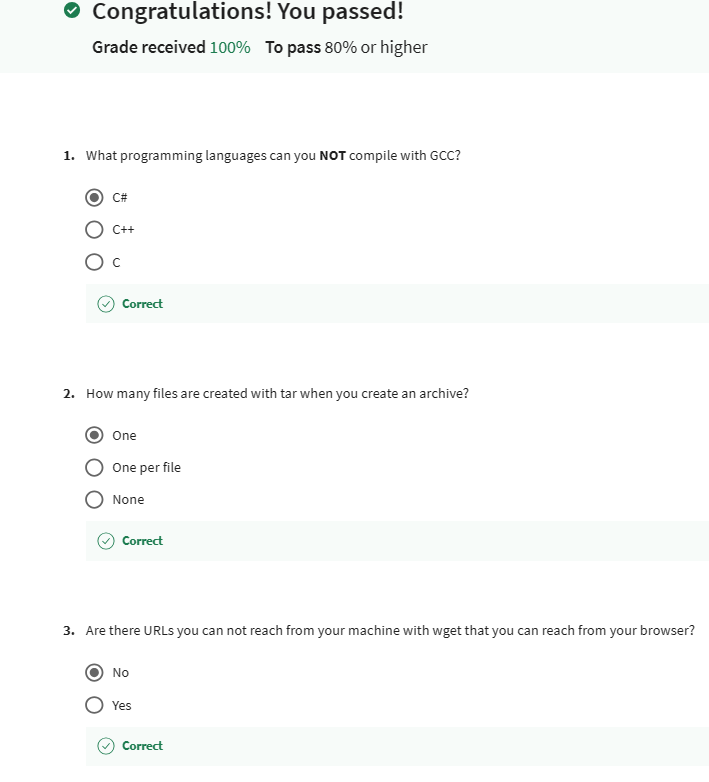 Congratulations! You passed!
Grade received 100% To pass 80% or higher
1. What programming languages can you NOT compile with GCC?
C#
C++
C
Correct
2. How many files are created with tar when you create an archive?
One
One per file
None
Correct
3. Are there URLs you can not reach from your machine with wget that you can reach from your browser?
No
Yes
Correct